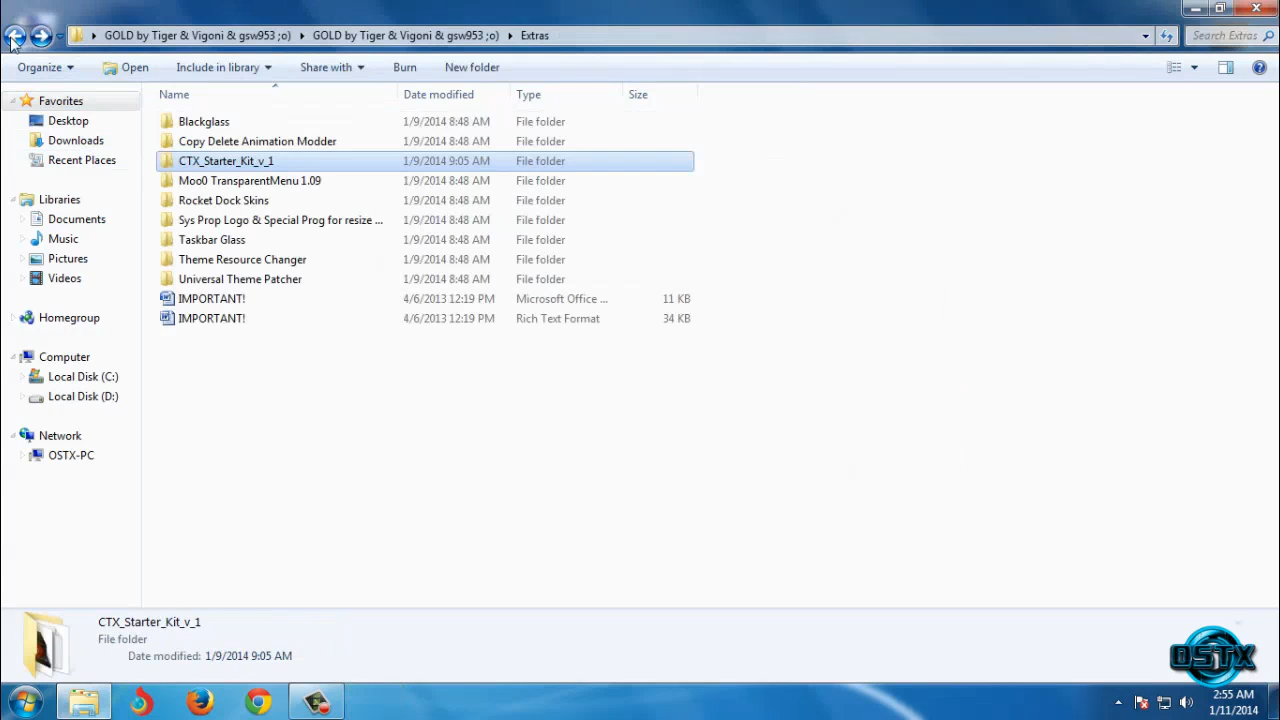 GOLD by Tiger & Vigoni & gsw953 ;o) GOLD by Tiger & Vigoni & gsw953 ;o) Extras Search Extras
Organize Open Include in library Share with Burn New folder
Name Date modified Type Size
Favorites
Desktop
Downloads
Recent Places
Libraries
Documents
Music
Pictures
Videos
Homegroup
Computer
Local Disk (C:)
Local Disk (D:)
Network
OSTX-PC
Blackglass 1/9/2014 8:48 AM File folder
Copy Delete Animation Modder 1/9/2014 8:48 AM File folder
CTX_Starter_Kit_v_1 1/9/2014 9:05 AM File folder
Moo0 TransparentMenu 1.09 1/9/2014 8:48 AM File folder
Rocket Dock Skins 1/9/2014 8:48 AM File folder
Sys Prop Logo & Special Prog for resize ... 1/9/2014 8:48 AM File folder
Taskbar Glass 1/9/2014 8:48 AM File folder
Theme Resource Changer 1/9/2014 8:48 AM File folder
Universal Theme Patcher 1/9/2014 8:48 AM File folder
IMPORTANT! 4/6/2013 12:19 PM Microsoft Office ... 11 KB
IMPORTANT! 4/6/2013 12:19 PM Rich Text Format 34 KB
CTX_Starter_Kit_v_1
File folder
Date modified: 1/9/2014 9:05 AM
OSTX
2:55 AM
1/11/2014